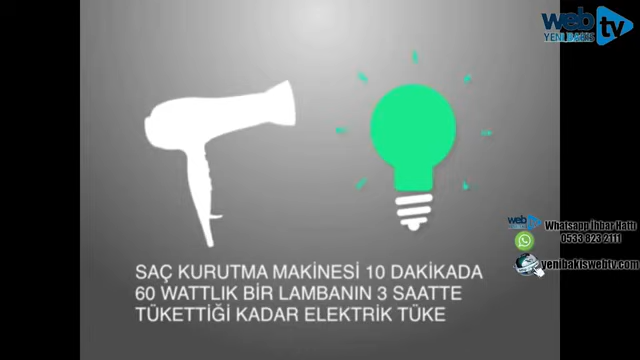 web tv
YENİ BAKIŞ
SAÇ KURUTMA MAKİNESİ 10 DAKİKADA
60 WATTLIK BİR LAMBANIN 3 SAATTE
TÜKETTİĞİ KADAR ELEKTRİK TÜKE
web
Whatsapp İhbar Hattı
0533 823 2111
yenibakiswebtv.com